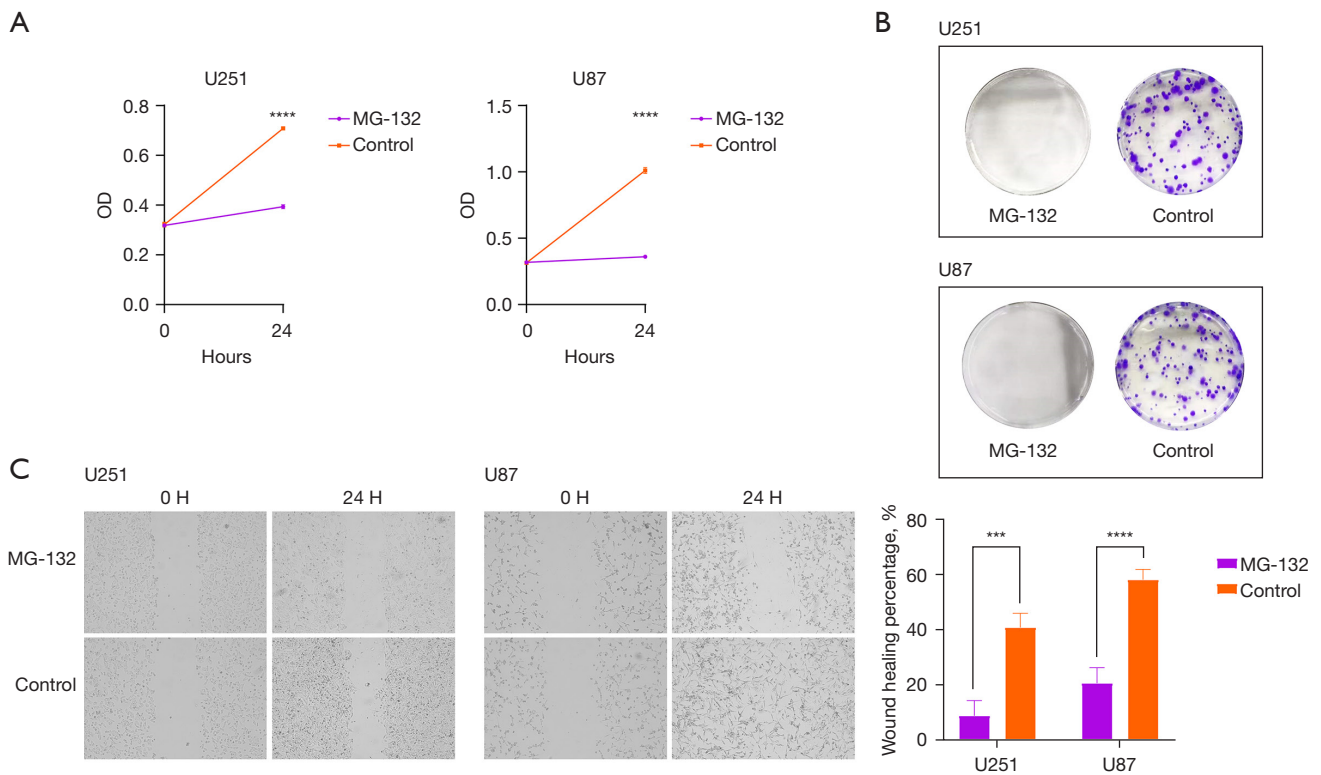 A
U251
0.8
0.6
0.4
0.2
0.0
OD
****
0 24
Hours
MG-132
Control
U87
1.5
1.0
0.5
0.0
OD
****
0 24
Hours
MG-132
Control
B
U251
MG-132 Control
U87
MG-132 Control
C
U251
0 H 24 H
U87
0 H 24 H
MG-132
Control
Wound healing percentage, %
80
60
40
20
0
*** ****
U251 U87
MG-132
Control